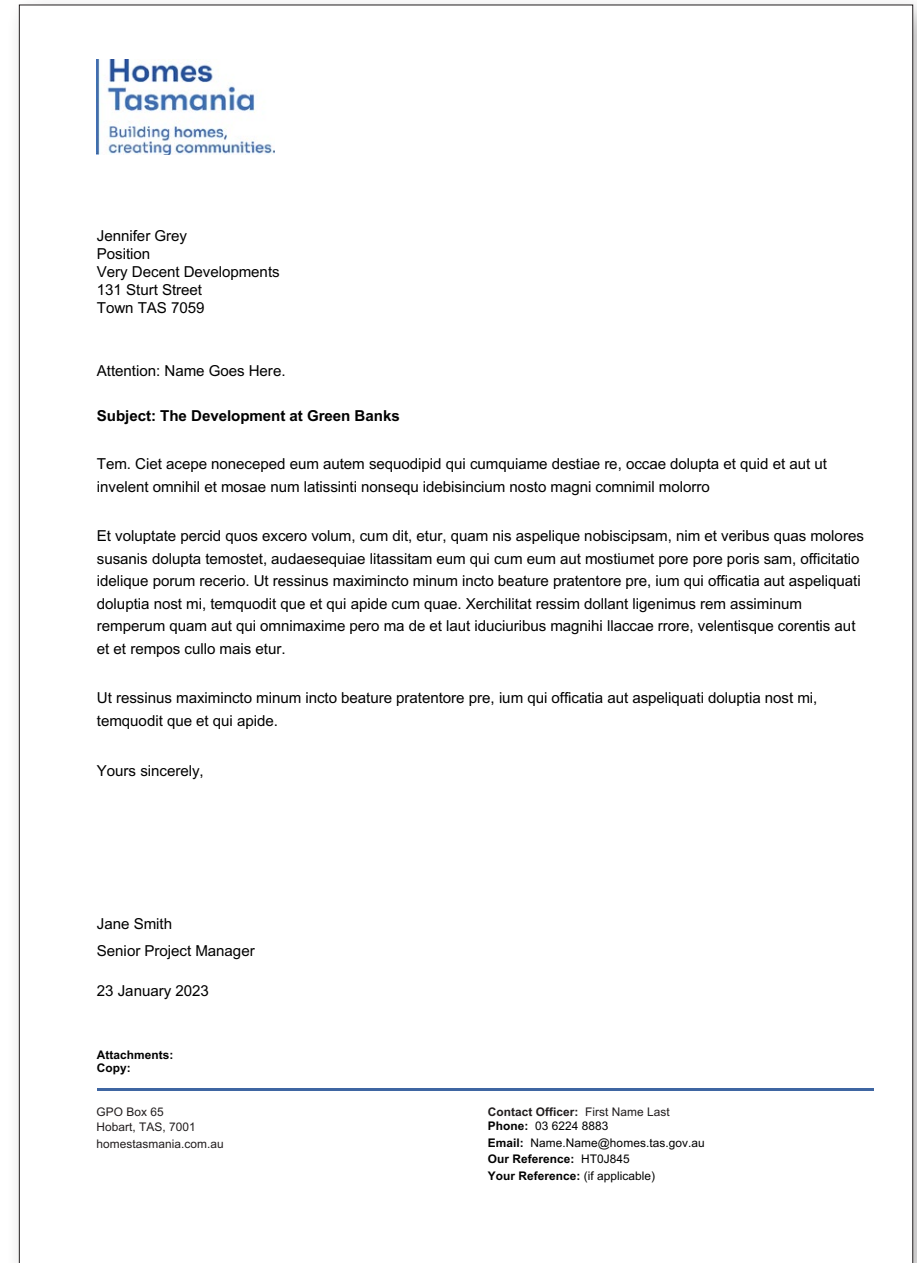 Homes
Tasmania
Building homes,
creating communities.
Jennifer Grey
Position
Very Decent Developments
131 Sturt Street
Town TAS 7059
Attention: Name Goes Here.
Subject: The Development at Green Banks
Tem. Ciet acepe noneceped eum autem sequodipid qui cumquiame destiae re, occae dolupta et quid et aut ut
invelent omnihil et mosae num latissinti nonsequ idebisincium nosto magni comnimil molorro
Et voluptate percid quos excero volum, cum dit, etur, quam nis aspelique nobiscipsam, nim et veribus quas molores
susanis dolupta temostet, audaesequiae litassitam eum qui cum eum aut mostiumet pore pore poris sam, officitatio
idelique porum recerio. Ut ressinus maximincto minum incto beature pratentore pre, ium qui officatia aut aspeliquati
doluptia nost mi, temquodit que et qui apide cum quae. Xerchilitat ressim dollant ligenimus rem assiminum
remperum quam aut qui omnimaxime pero ma de et laut iduciuribus magnihi llaccae rrore, velentisque corentis aut
et et rempos cullo mais etur.
Ut ressinus maximincto minum incto beature pratentore pre, ium qui officatia aut aspeliquati doluptia nost mi,
temquodit que et qui apide.
Yours sincerely,
Jane Smith
Senior Project Manager
23 January 2023
Attachments:
Copy:
GPO Box 65
Hobart, TAS, 7001
homestasmania.com.au
Contact Officer: First Name Last
Phone: 03 6224 8883
Email: Name.Name@homes.tas.gov.au
Our Reference: HT0J845
Your Reference: (if applicable)